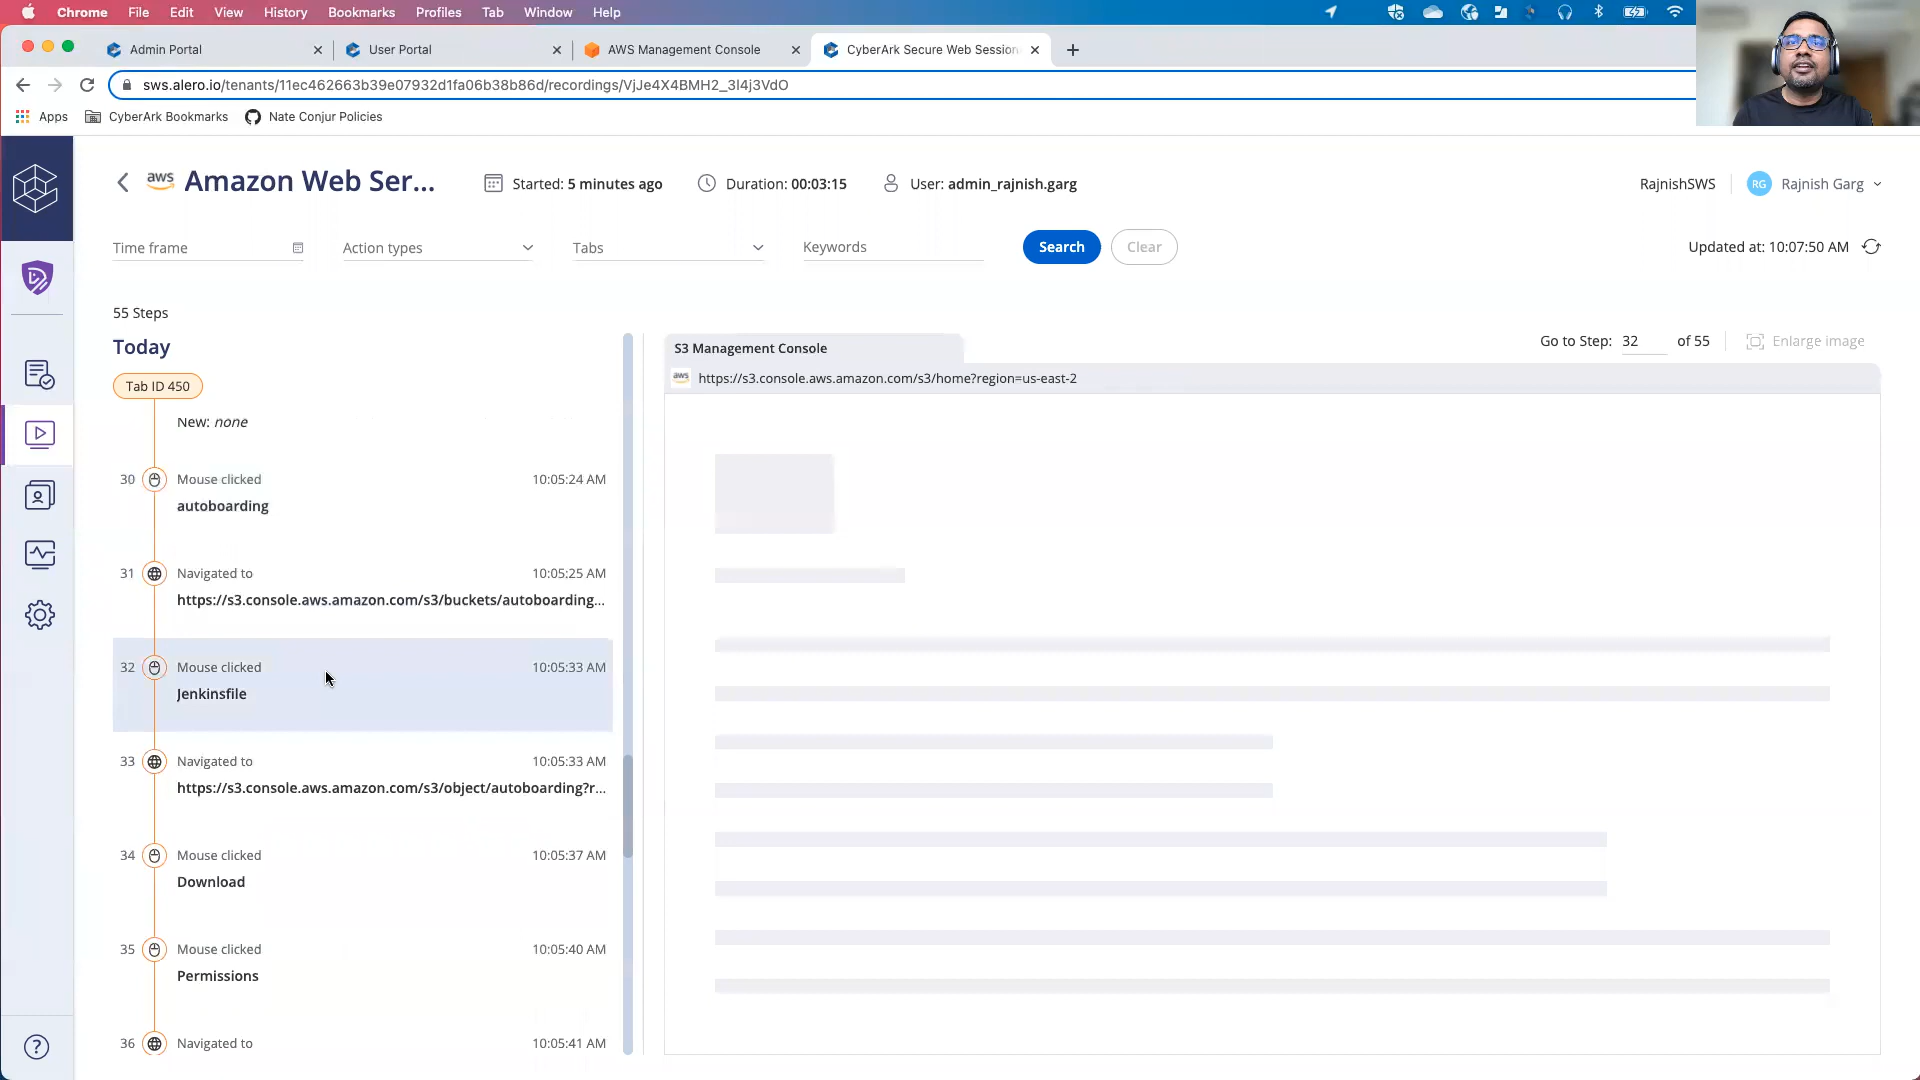 Chrome File Edit View History Bookmarks Profiles Tab Window Help
Admin Portal
User Portal
AWS Management Console
CyberArk Secure Web Session
sws.alero.io/tenants/11ec462663b39e07932d1fa06b38b86d/recordings/VjJe4X4BMH2_3I4j3VdO
Apps CyberArk Bookmarks Nate Conjur Policies
aws Amazon Web Ser... Started: 5 minutes ago Duration: 00:03:15 User: admin_rajnish.garg RajnishSWS RG Rajnish Garg
Time frame Action types Tabs Keywords Search Clear Updated at: 10:07:50 AM
55 Steps
Today
Tab ID 450
New: none
30 Mouse clicked 10:05:24 AM
autoboarding
31 Navigated to 10:05:25 AM
https://s3.console.aws.amazon.com/s3/buckets/autoboarding...
32 Mouse clicked 10:05:33 AM
Jenkinsfile
33 Navigated to 10:05:33 AM
https://s3.console.aws.amazon.com/s3/object/autoboarding?r...
34 Mouse clicked 10:05:37 AM
Download
35 Mouse clicked 10:05:40 AM
Permissions
36 Navigated to 10:05:41 AM
S3 Management Console
Go to Step: 32 of 55 Enlarge image
aws https://s3.console.aws.amazon.com/s3/home?region=us-east-2